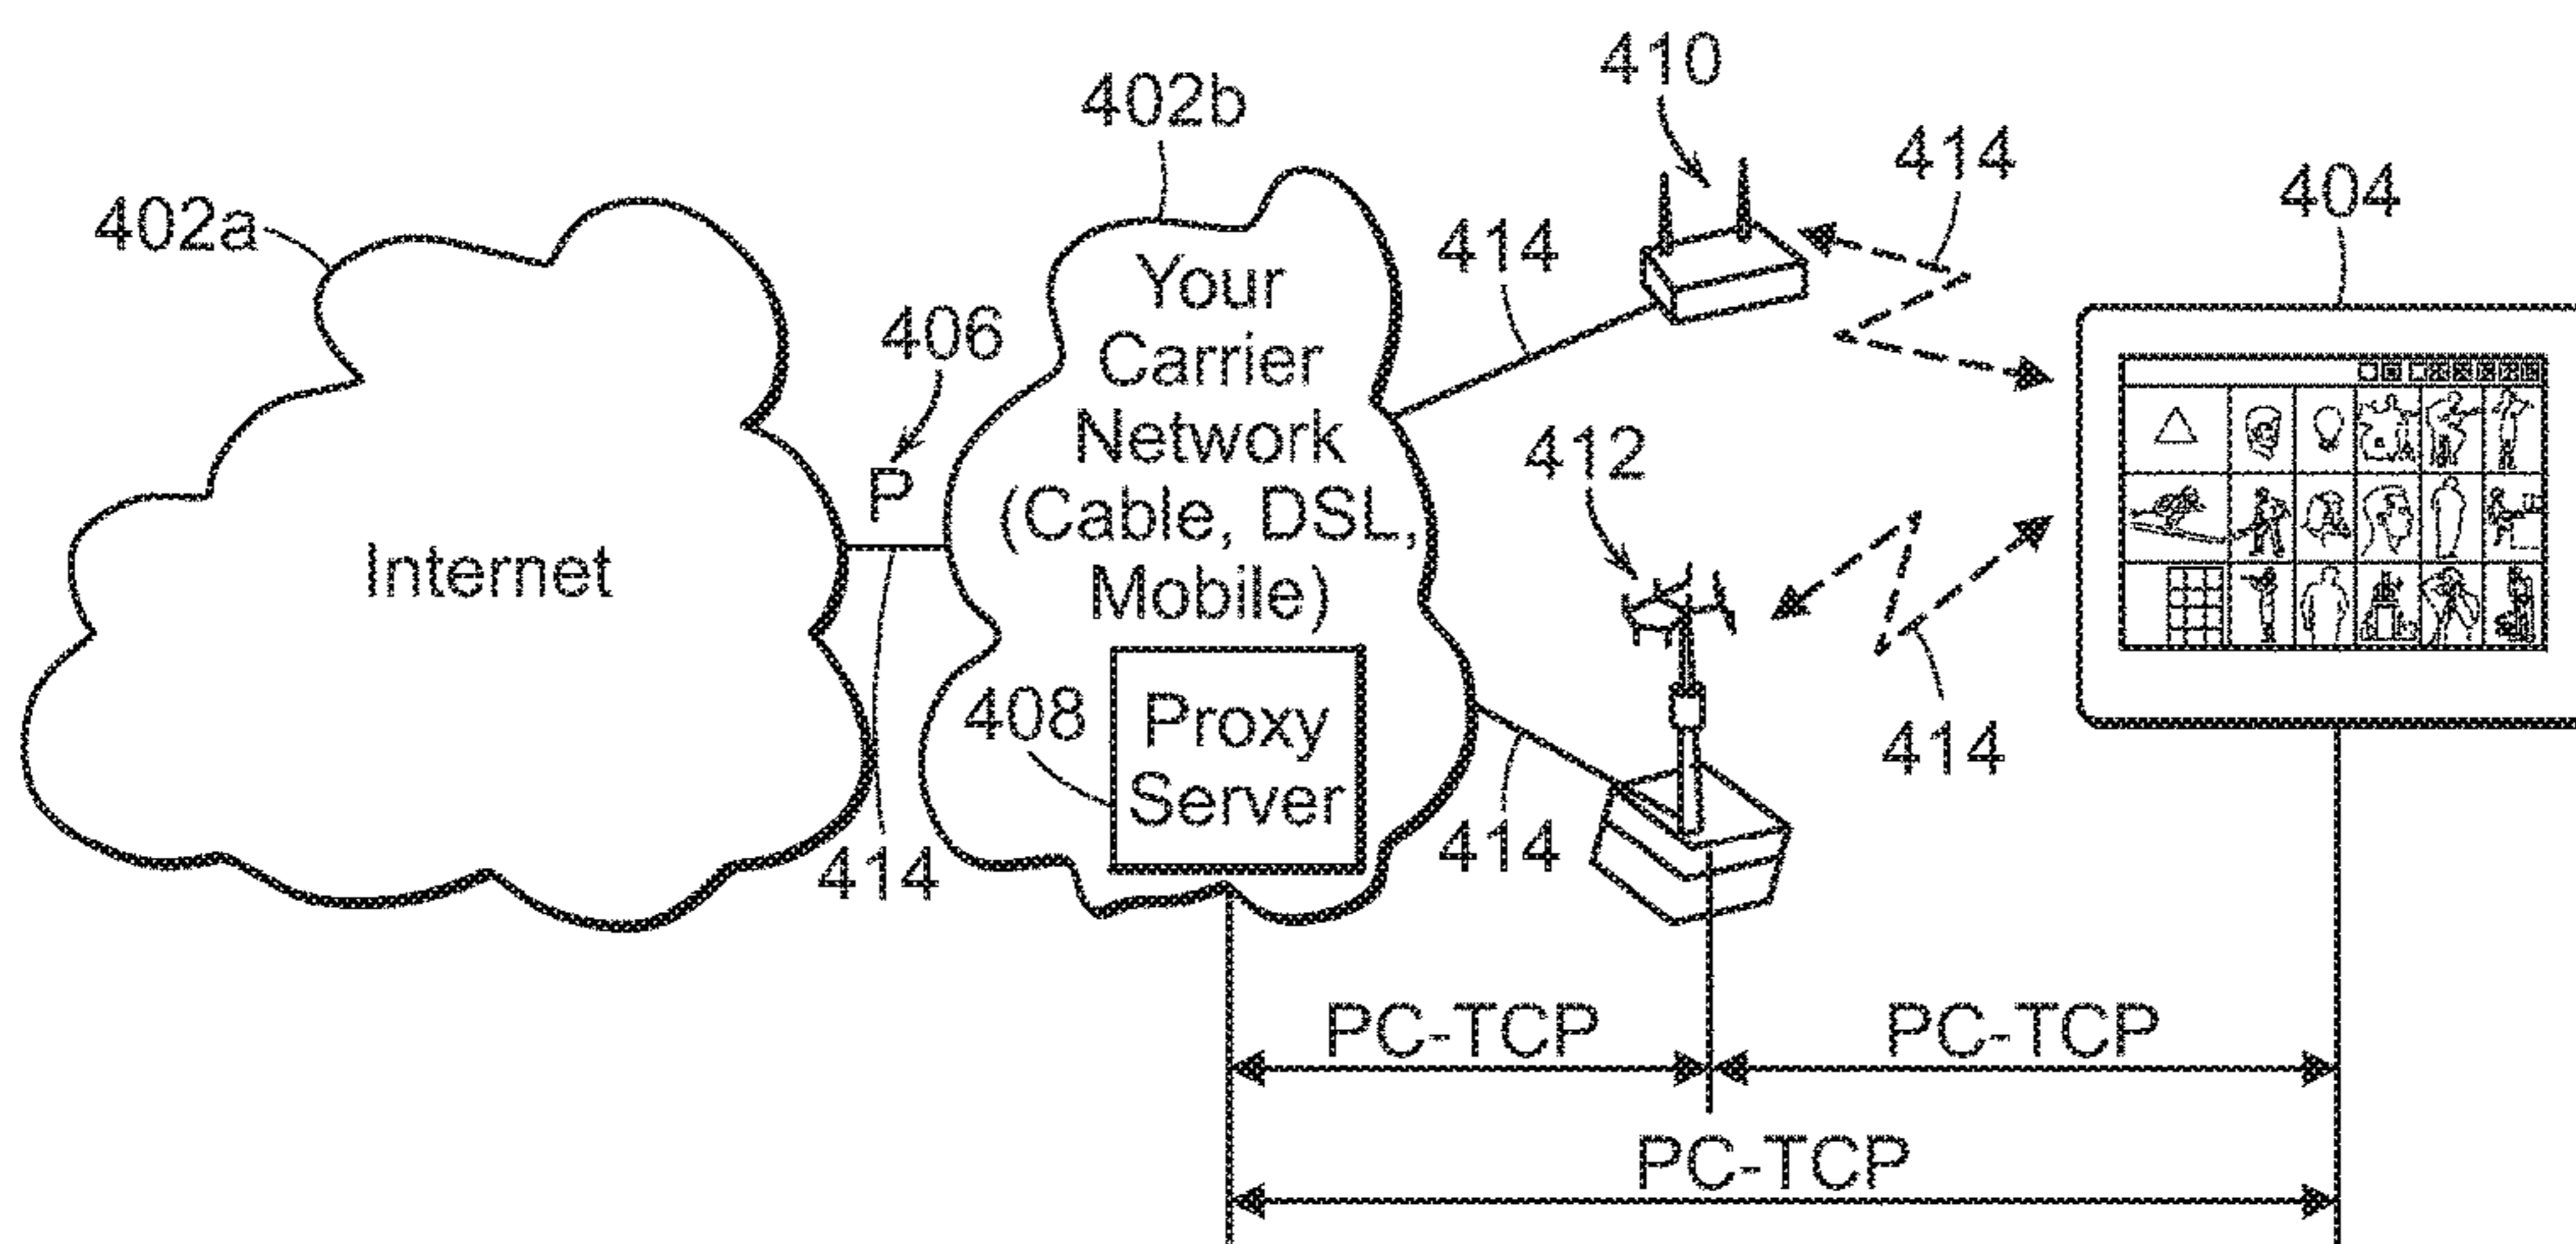 410
402b
414
404
402a
414
406
Your
Carrier
Network
(Cable, DSL,
Mobile)
P
412
Internet
408
Proxy
Server
414
414
414
PC-TCP
PC-TCP
PC-TCP